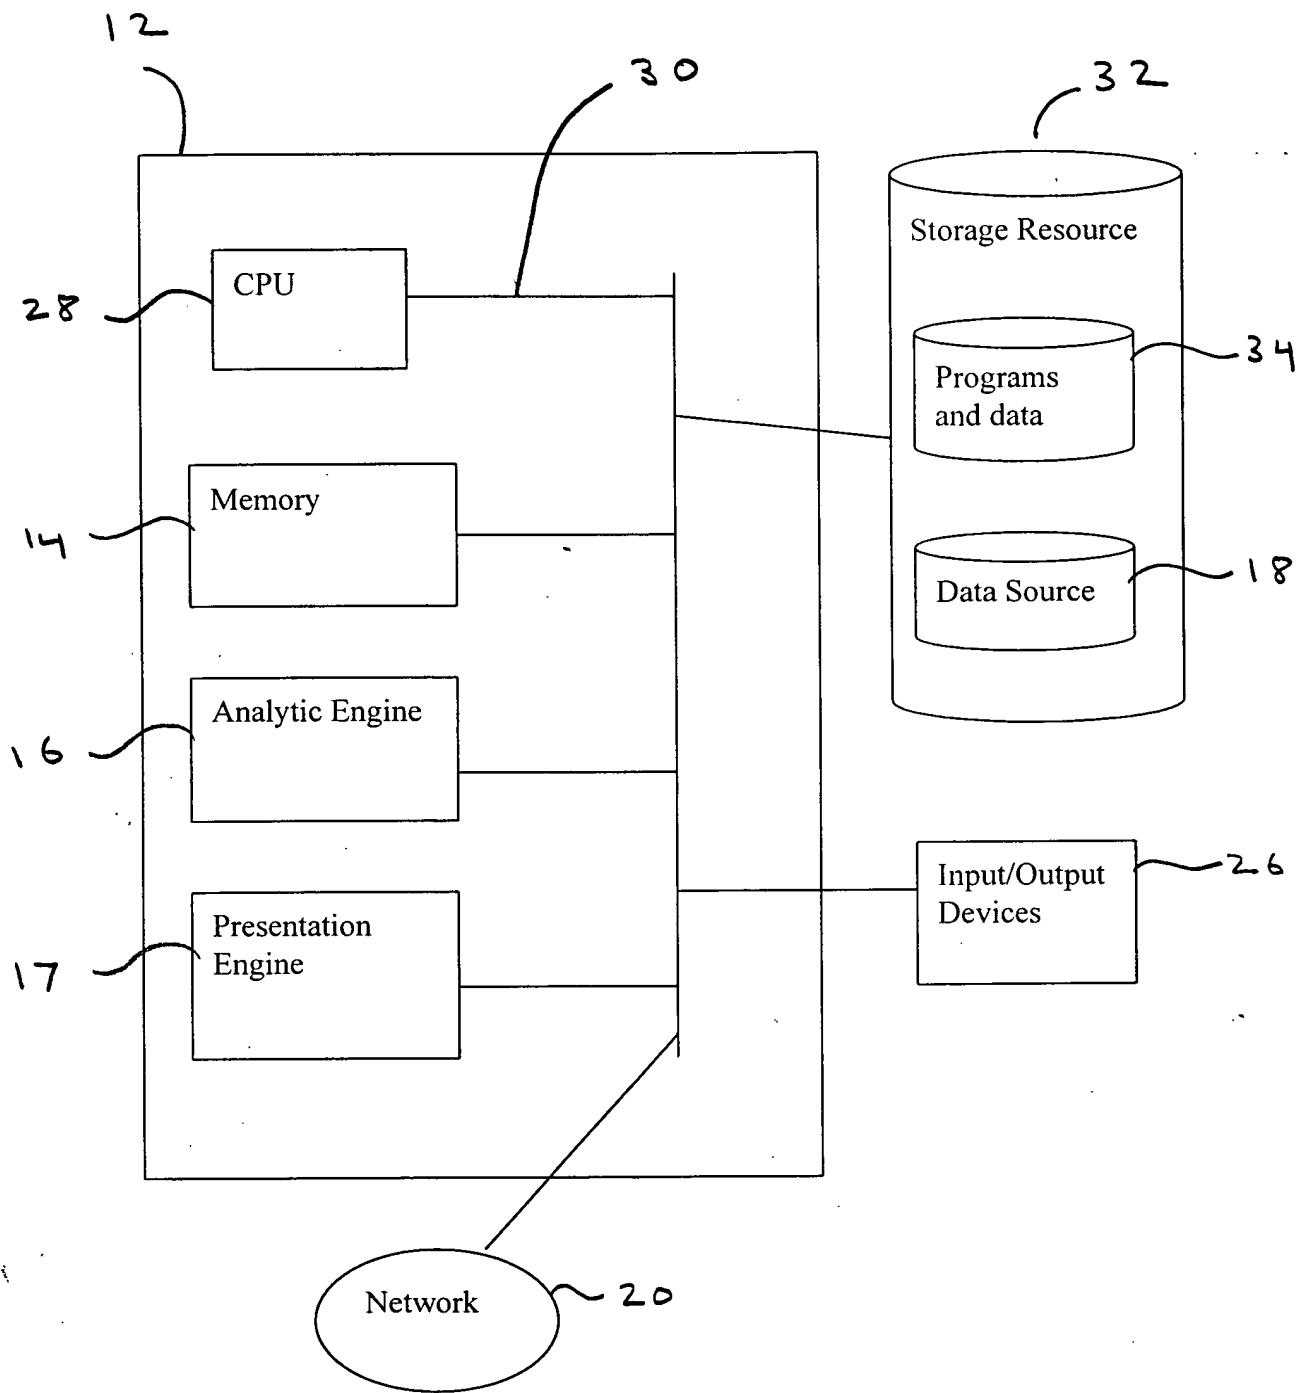 12
30
32
Storage Resource
CPU
28
34
Programs
and data
Memory
14
18
Data Source
Analytic Engine
16
Input/Output
Devices
26
Presentation
Engine
17
Network
20